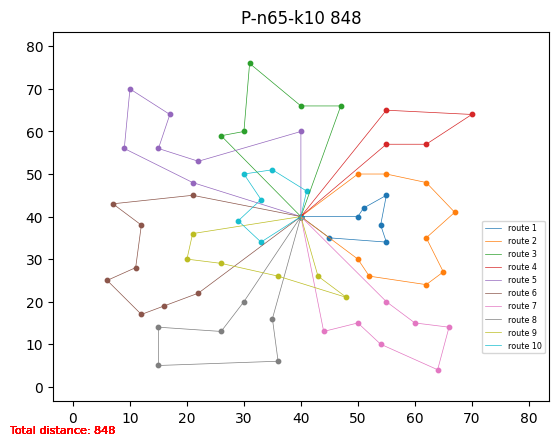 P-n65-k10 848
80
70
60
50
40
30
20
10
0
route 1
route 2
route 3
route 4
route 5
route 6
route 7
route 8
route 9
route 10
0 10 20 30 40 50 60 70 80
Total distance: 848